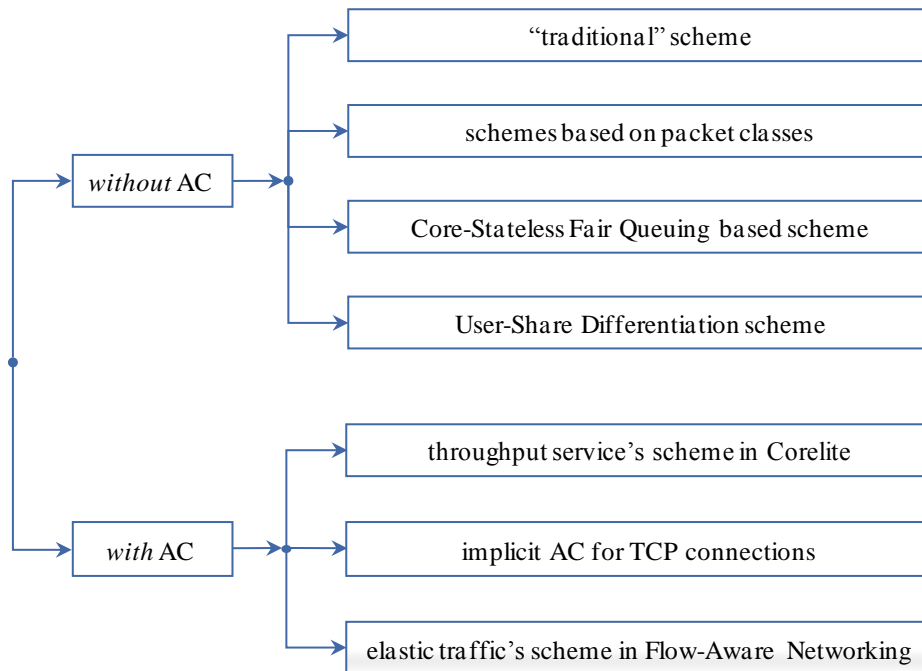 “traditional” scheme
schemes based on packet classes
without AC
Core-Stateless Fair Queuing based scheme
User-Share Differentiation scheme
throughput service’s scheme in Corelite
with AC
implicit AC for TCP connections
elastic traffic’s scheme in Flow-Aware Networking